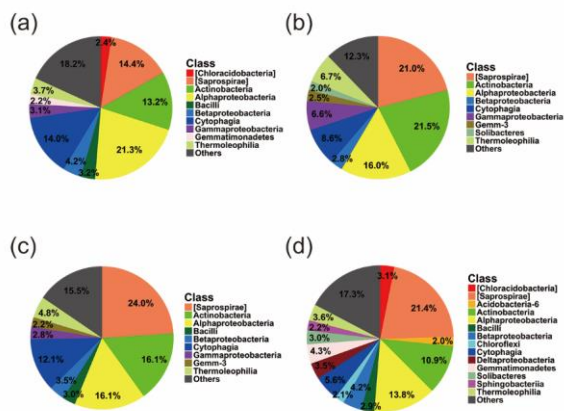 (a)
2.4%
14.4%
13.2%
21.3%
3.2%
4.2%
14.0%
3.1%
2.2%
3.7%
18.2%
Class
[Chloracidobacteria]
[Saprospirae]
Actinobacteria
Alphaproteobacteria
Bacilli
Betaproteobacteria
Cytophagia
Gammaproteobacteria
Gemmatimonadetes
Thermoleophilia
Others
(b)
21.0%
21.5%
16.0%
2.8%
8.6%
6.6%
2.5%
2.0%
6.7%
12.3%
Class
[Saprospirae]
Actinobacteria
Alphaproteobacteria
Betaproteobacteria
Cytophagia
Gammaproteobacteria
Gemm-3
Solibacteres
Thermoleophilia
Others
(c)
24.0%
16.1%
16.1%
3.0%
3.5%
12.1%
2.8%
2.2%
4.8%
15.5%
Class
[Saprospirae]
Actinobacteria
Alphaproteobacteria
Bacilli
Betaproteobacteria
Cytophagia
Gammaproteobacteria
Gemm-3
Thermoleophilia
Others
(d)
3.1%
21.4%
2.0%
10.9%
13.8%
2.9%
4.2%
2.1%
5.6%
3.5%
4.3%
3.0%
2.2%
3.6%
17.3%
Class
[Chloracidobacteria]
[Saprospirae]
Acidobacteria-6
Actinobacteria
Alphaproteobacteria
Bacilli
Betaproteobacteria
Chloroflexi
Cytophagia
Deltaproteobacteria
Gemmatimonadetes
Solibacteres
Sphingobacteriia
Thermoleophilia
Others